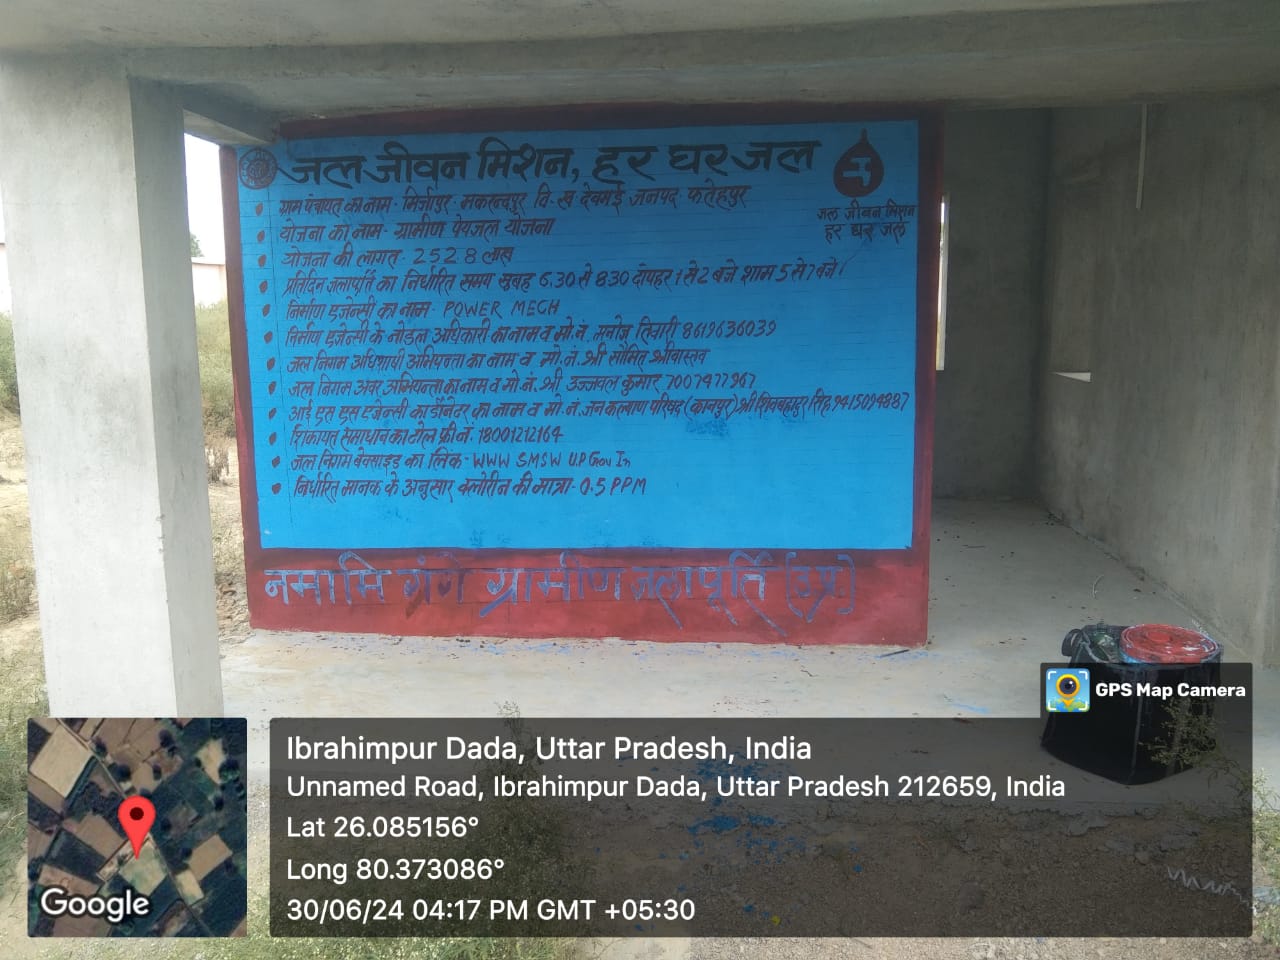 जल जीवन मिशन, हर घर जल
ग्राम पंचायत का नाम- मिर्जापुर- मकरन्दपुर वि- ख देवमई जनपद फतेहपुर
जल जीवन मिशन
हर घर जल
योजना का नाम- ग्रामीण पेयजल योजना
योजना की लागत- 252.8 लाख
प्रतिदिन जलापूर्ति का निर्धारित समय सुबह 6.30 से 8.30 दोपहर 1 से 2 बजे शाम 5 से 7 बजे
निर्माण एजेन्सी का नाम- POWER MECH
निर्माण एजेन्सी के नोडल अधिकारी का नाम व मो.नं. मनोज तिवारी 8619636039
जल निगम अधिशाषी अभियन्ता का नाम व मो.नं. श्री सौमित श्रीवास्तव
जल निगम अवर अभियन्ता का नाम व मो.नं. श्री उज्जवल कुमार 7007477967
आई एस एस एजेन्सी कार्डीनेटर का नाम व मो.नं. जन कल्याण परिषद (कानपुर) श्री शिवबहादुर सिंह 9415094887
शिकायत समाधान का टोल फ्री नं. 18001212164
जल निगम वेबसाइड का लिंक- WWW SMSW U.P Gov In
निर्धारित मानक के अनुसार क्लोरीन की मात्रा- 0.5 PPM
नमामि गंगे ग्रामीण जलापूर्ति (उ.प्र.)
GPS Map Camera
Ibrahimpur Dada, Uttar Pradesh, India
Unnamed Road, Ibrahimpur Dada, Uttar Pradesh 212659, India
Lat 26.085156°
Long 80.373086°
30/06/24 04:17 PM GMT +05:30
Google